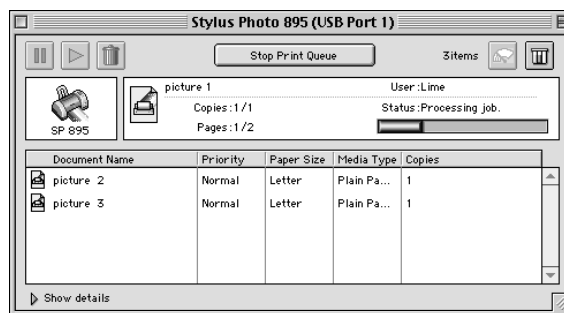 Stylus Photo 895 (USB Port 1)
Stop Print Queue
3items
SP 895
picture 1
User:Lime
Copies:1/1
Status:Processing job.
Pages:1/2
Document Name Priority Paper Size Media Type Copies
picture 2 Normal Letter Plain Pa... 1
picture 3 Normal Letter Plain Pa... 1
Show details